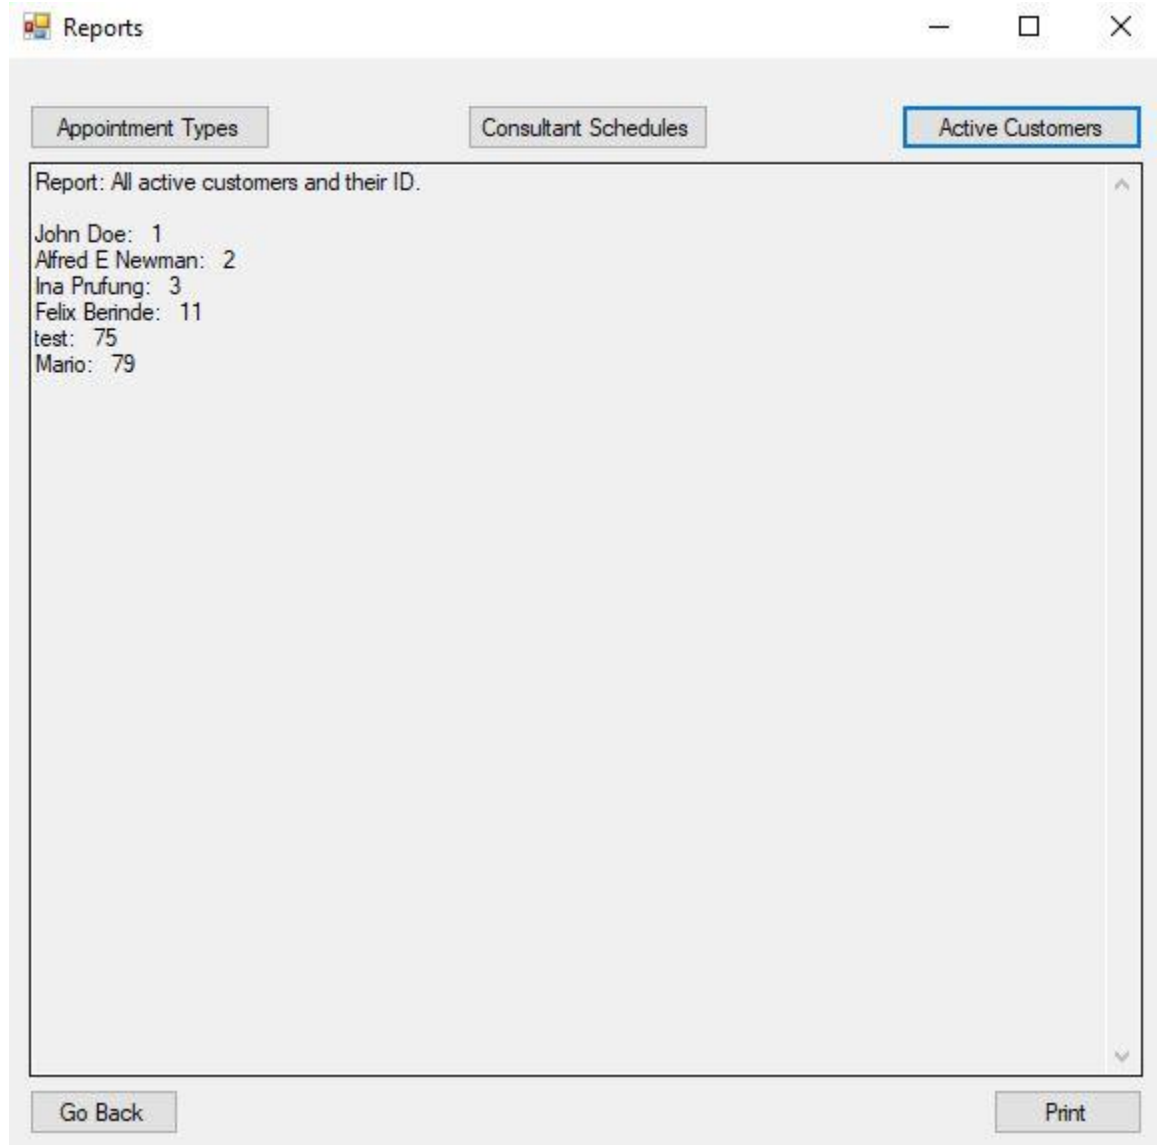 Reports
Appointment Types Consultant Schedules Active Customers
Report: All active customers and their ID.
John Doe: 1
Alfred E Newman: 2
Ina Prufung: 3
Felix Berinde: 11
test: 75
Mario: 79
Go Back Print